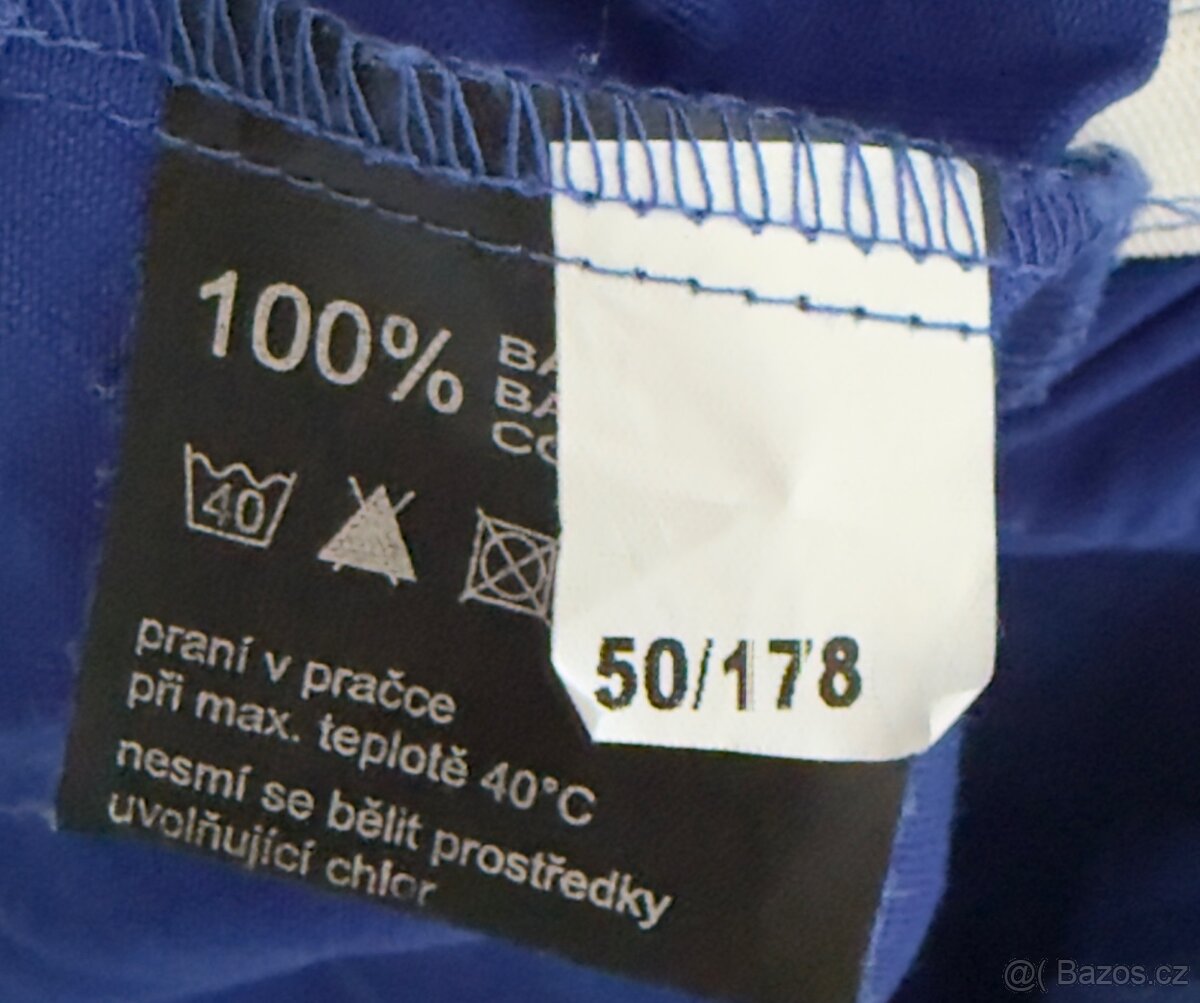 100%
40
50/178
praní v pračce
při max. teplotě 40°C
nesmí se bělit prostředky
uvolňující chlor
@( Bazos.cz